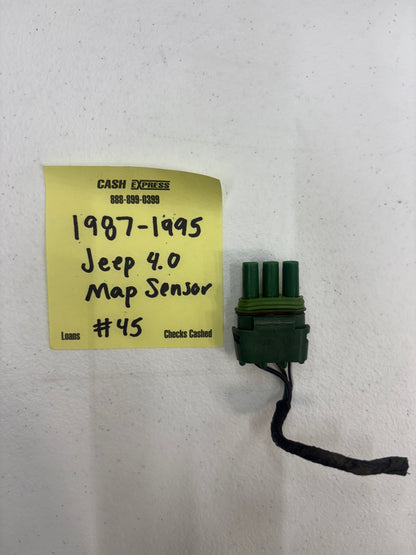 CASH EXPRESS
888-899-0399
1987-1995
Jeep 4.0
Map Sensor
#45
Loans Checks Cashed